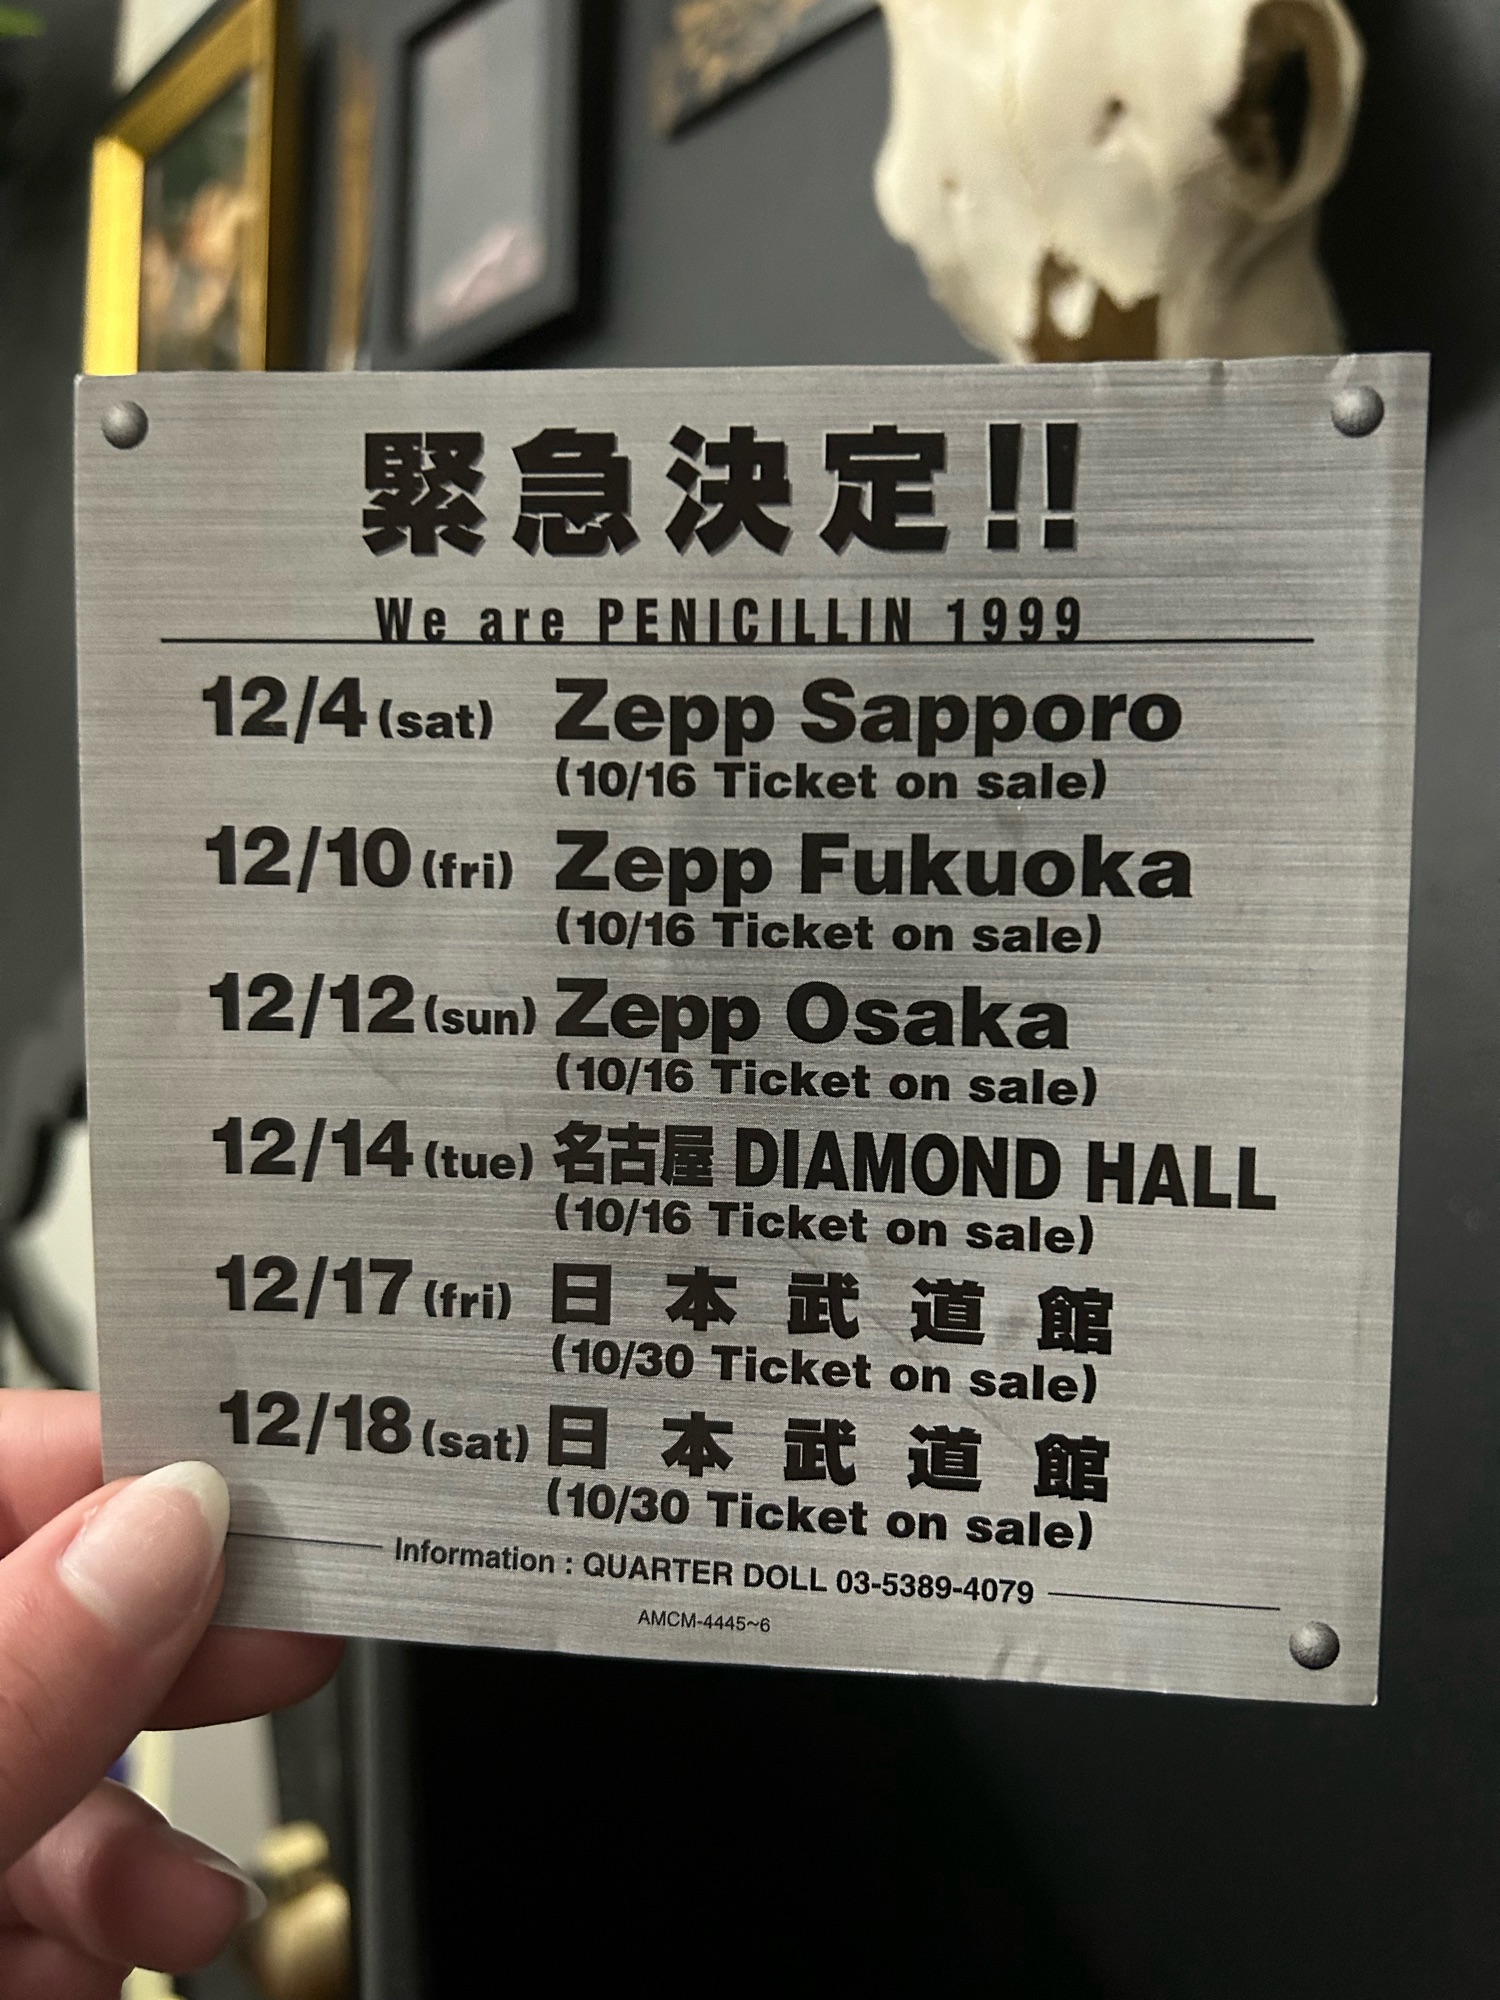 緊急決定!!
We are PENICILLIN 1999
12/4(sat) Zepp Sapporo
(10/16 Ticket on sale)
12/10(fri) Zepp Fukuoka
(10/16 Ticket on sale)
12/12(sun) Zepp Osaka
(10/16 Ticket on sale)
12/14(tue) 名古屋 DIAMOND HALL
(10/16 Ticket on sale)
12/17(fri) 日本武道館
(10/30 Ticket on sale)
12/18(sat) 日本武道館
(10/30 Ticket on sale)
Information : QUARTER DOLL 03-5389-4079
AMCM-4445~6